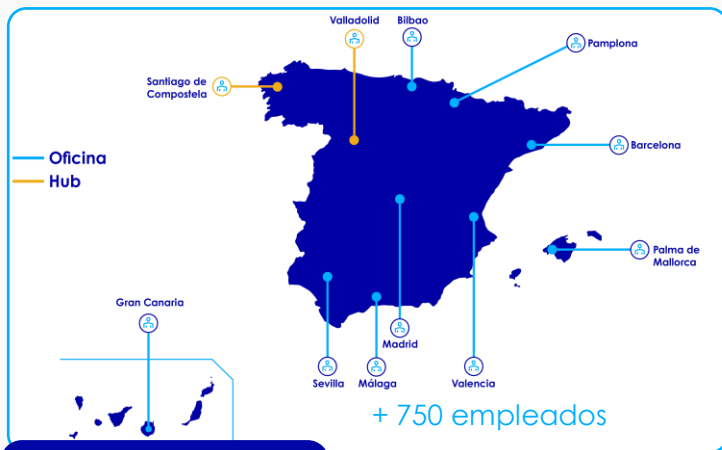 Valladolid
Bilbao
Pamplona
Santiago de
Compostela
Barcelona
Oficina
Hub
Palma de
Mallorca
Gran Canaria
Madrid
Sevilla
Málaga
Valencia
+ 750 empleados